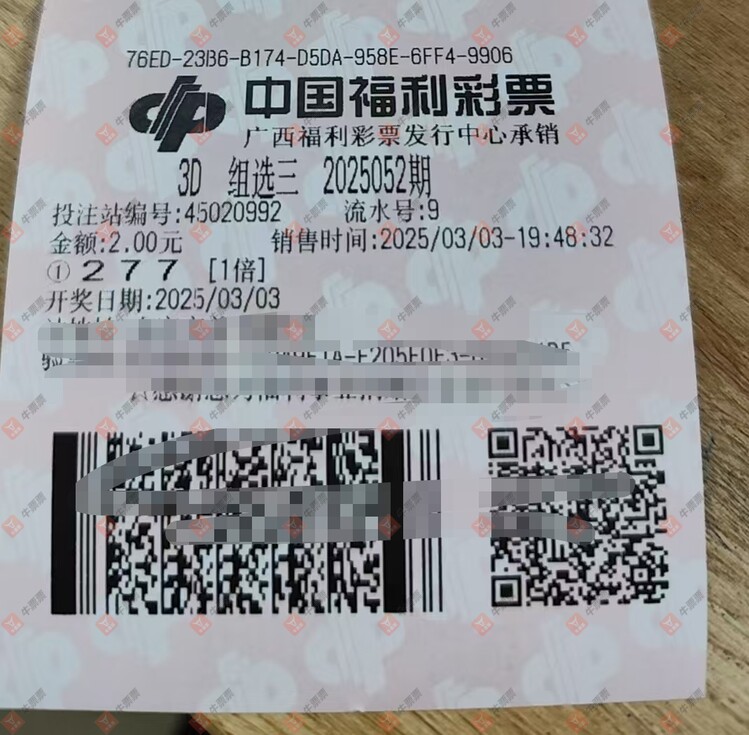 76ED-23B6-B174-D5DA-958E-6FF4-9906
中国福利彩票
广西福利彩票发行中心承销
3D 组选三 2025052期
投注站编号:45020992 流水号:9
金额:2.00元 销售时间:2025/03/03-19:48:32
① 2 7 7 [1倍]
开奖日期:2025/03/03
牛票票